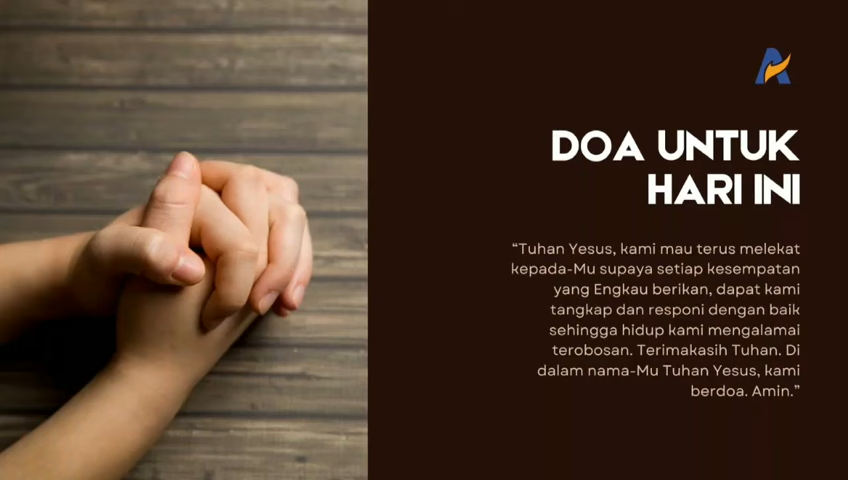 DOA UNTUK
HARI INI
“Tuhan Yesus, kami mau terus melekat
kepada-Mu supaya setiap kesempatan
yang Engkau berikan, dapat kami
tangkap dan responi dengan baik
sehingga hidup kami mengalamai
terobosan. Terimakasih Tuhan. Di
dalam nama-Mu Tuhan Yesus, kami
berdoa. Amin.”